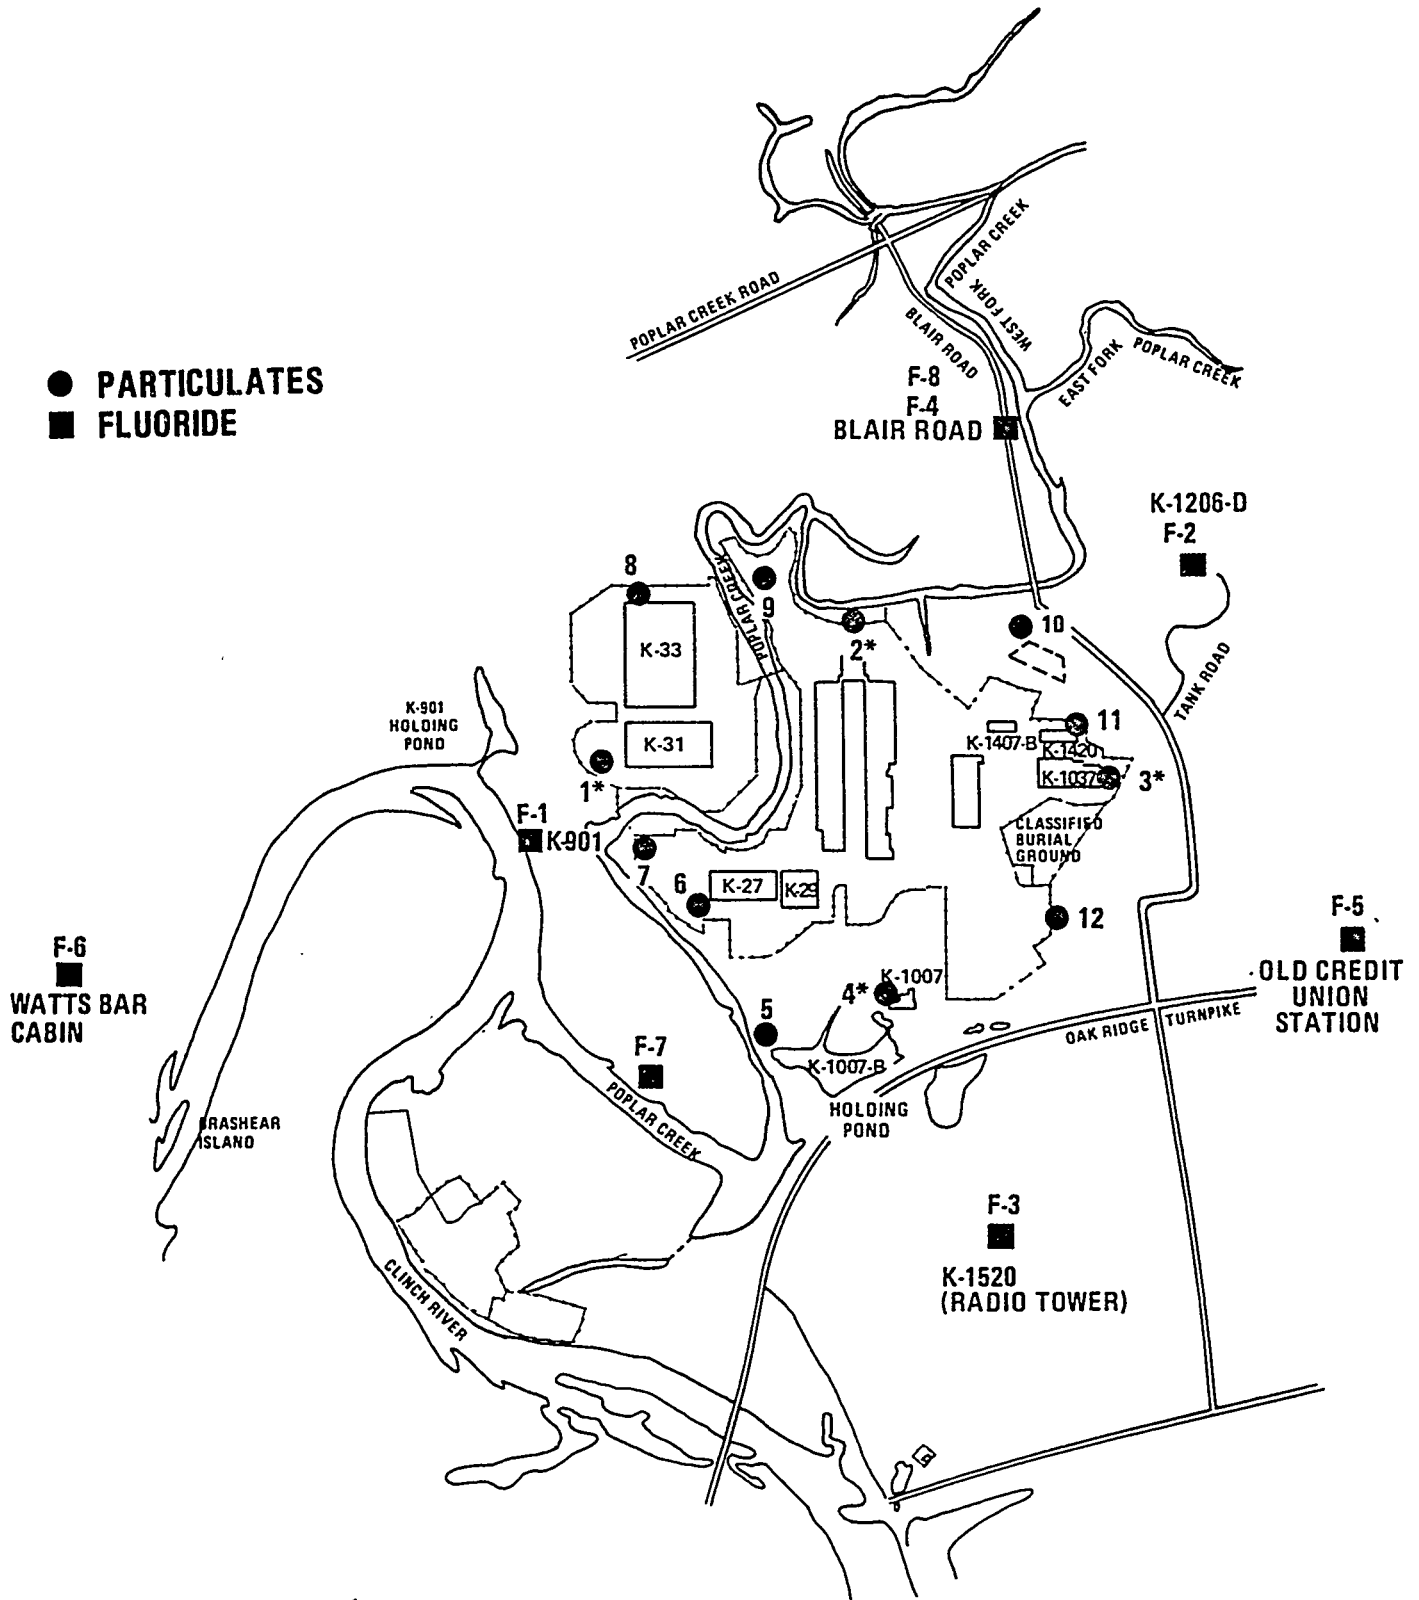 PARTICULATES
FLUORIDE
POPLAR CREEK ROAD
BLAIR ROAD
POPLAR CREEK
WEST FORK
EAST FORK
POPLAR CREEK
F-8
F-4
BLAIR ROAD
K-1206-D
F-2
TANK ROAD
8
9
POPLAR CREEK
POPLAR CREEK
2*
10
K-33
K-31
K-901
HOLDING
POND
1*
11
K-1407-B
K-1420
K-1037
3*
F-1
K-901
7
6
K-27
K-29
CLASSIFIED
BURIAL
GROUND
12
F-5
OLD CREDIT
UNION
STATION
F-6
WATTS BAR
CABIN
K-1007
4*
5
K-1007-B
HOLDING
POND
OAK RIDGE TURNPIKE
F-7
POPLAR CREEK
BRASHEAR
ISLAND
F-3
K-1520
(RADIO TOWER)
CLINCH RIVER